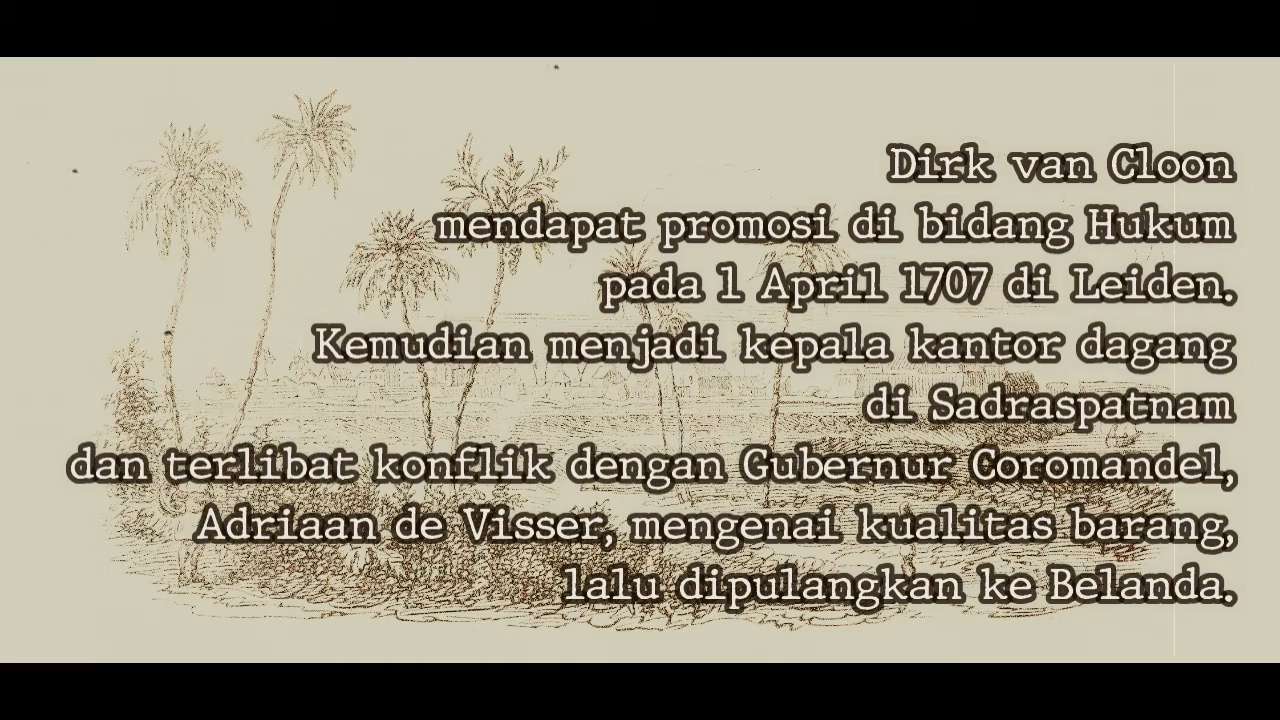 Dirk van Cloon
mendapat promosi di bidang Hukum
pada 1 April 1707 di Leiden.
Kemudian menjadi kepala kantor dagang
di Sadraspatnam
dan terlibat konflik dengan Gubernur Coromandel,
Adriaan de Visser, mengenai kualitas barang,
lalu dipulangkan ke Belanda.